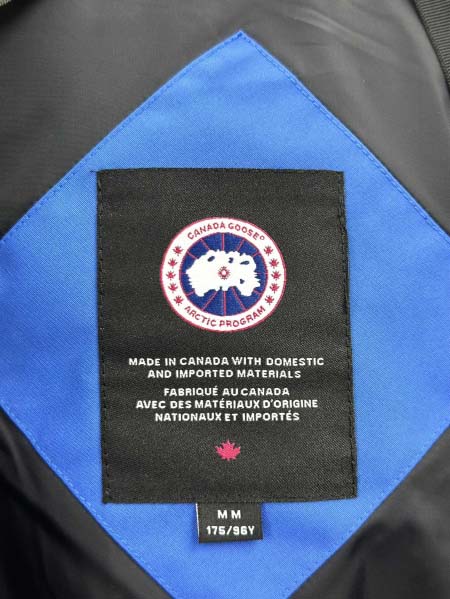 CANADA GOOSE®
ARCTIC PROGRAM
MADE IN CANADA WITH DOMESTIC
AND IMPORTED MATERIALS
FABRIQUÉ AU CANADA
AVEC DES MATÉRIAUX D'ORIGINE
NATIONAUX ET IMPORTÉS
M M
175/96Y